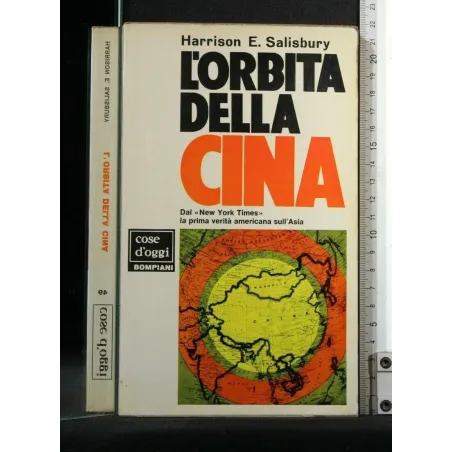 Harrison E. Salisbury
L'ORBITA
DELLA
CINA
Dal «New York Times»
la prima verità americana sull'Asia
cose
d'oggi
BOMPIANI
HARRISON E. SALISBURY
L'ORBITA DELLA CINA
49
cose
d'oggi